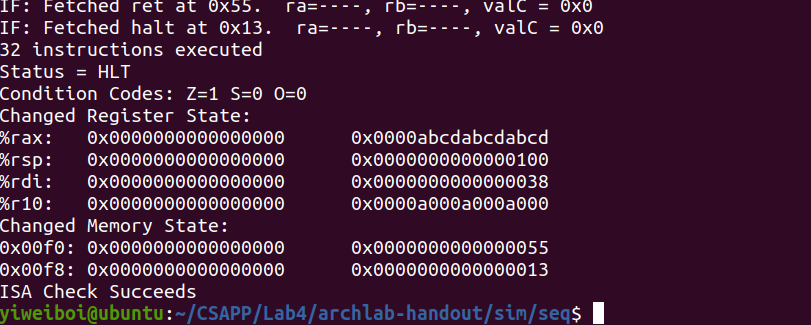 IF: Fetched ret at 0x55.  ra=----, rb=----, valC = 0x0
IF: Fetched halt at 0x13.  ra=----, rb=----, valC = 0x0
32 instructions executed
Status = HLT
Condition Codes: Z=1 S=0 O=0
Changed Register State:
%rax:   0x0000000000000000      0x0000abcdabcdabcd
%rsp:   0x0000000000000000      0x0000000000000100
%rdi:   0x0000000000000000      0x0000000000000038
%r10:   0x0000000000000000      0x0000a000a000a000
Changed Memory State:
0x00f0: 0x0000000000000000      0x0000000000000055
0x00f8: 0x0000000000000000      0x0000000000000013
ISA Check Succeeds
yiweiboi@ubuntu:~/CSAPP/Lab4/archlab-handout/sim/seq$